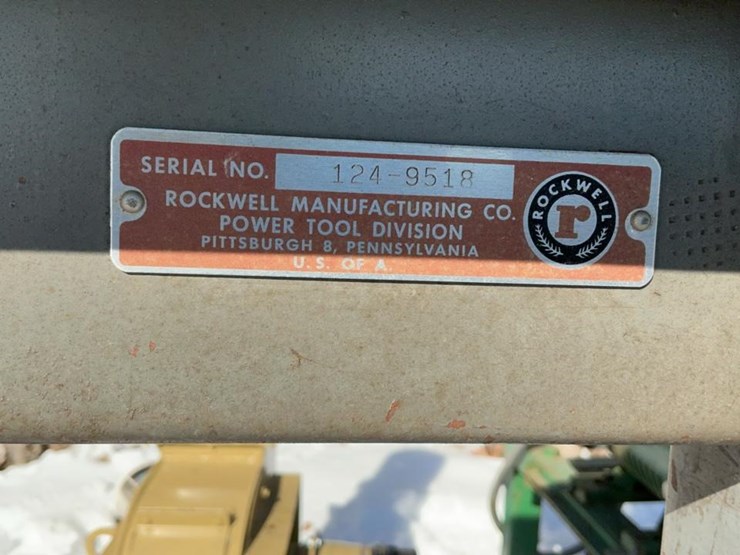 SERIAL NO. 124-9518
ROCKWELL MANUFACTURING CO.
POWER TOOL DIVISION
PITTSBURGH 8, PENNSYLVANIA
U. S. OF A.
ROCKWELL
r